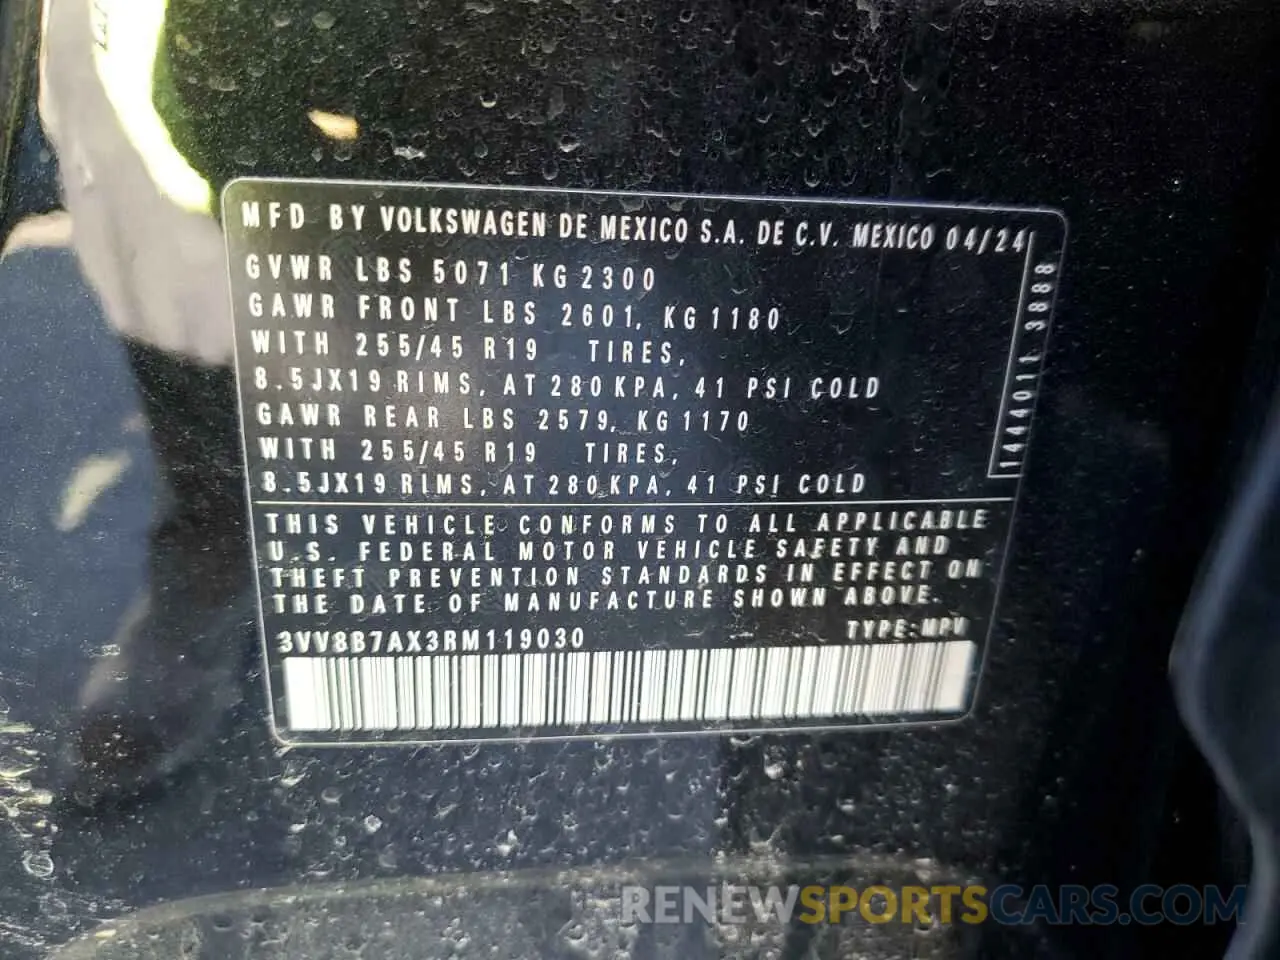 MFD BY VOLKSWAGEN DE MEXICO S.A. DE C.V. MEXICO 04/24
GVWR LBS 5071 KG 2300
GAWR FRONT LBS 2601, KG 1180
WITH 255/45 R19 TIRES,
8.5JX19 RIMS, AT 280 KPA, 41 PSI COLD
GAWR REAR LBS 2579, KG 1170
WITH 255/45 R19 TIRES,
8.5JX19 RIMS, AT 280 KPA, 41 PSI COLD
1444011 3888
THIS VEHICLE CONFORMS TO ALL APPLICABLE
U.S. FEDERAL MOTOR VEHICLE SAFETY AND
THEFT PREVENTION STANDARDS IN EFFECT ON
THE DATE OF MANUFACTURE SHOWN ABOVE.
3VV8B7AX3RM119030 TYPE: MPV
RENEWSPORTSCARS.COM